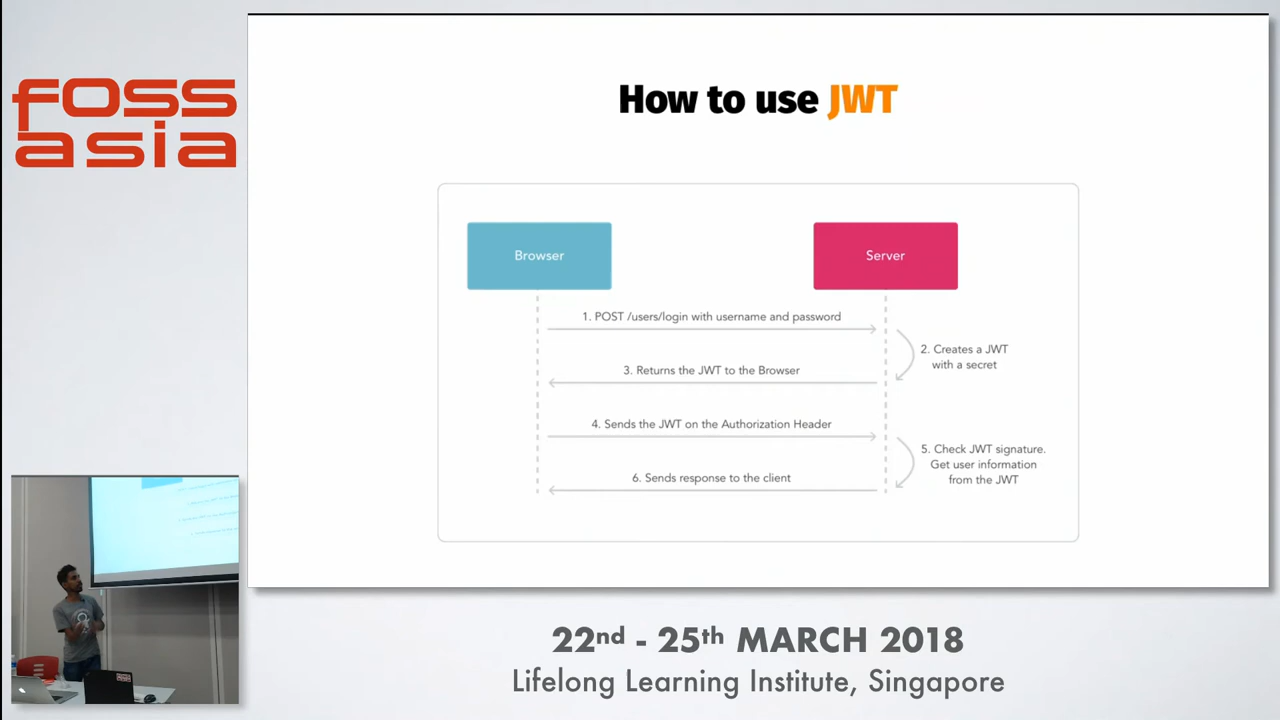 foss
asia
How to use JWT
Browser
Server
1. POST /users/login with username and password
2. Creates a JWT
with a secret
3. Returns the JWT to the Browser
4. Sends the JWT on the Authorization Header
5. Check JWT signature.
Get user information
from the JWT
6. Sends response to the client
22nd - 25th MARCH 2018
Lifelong Learning Institute, Singapore